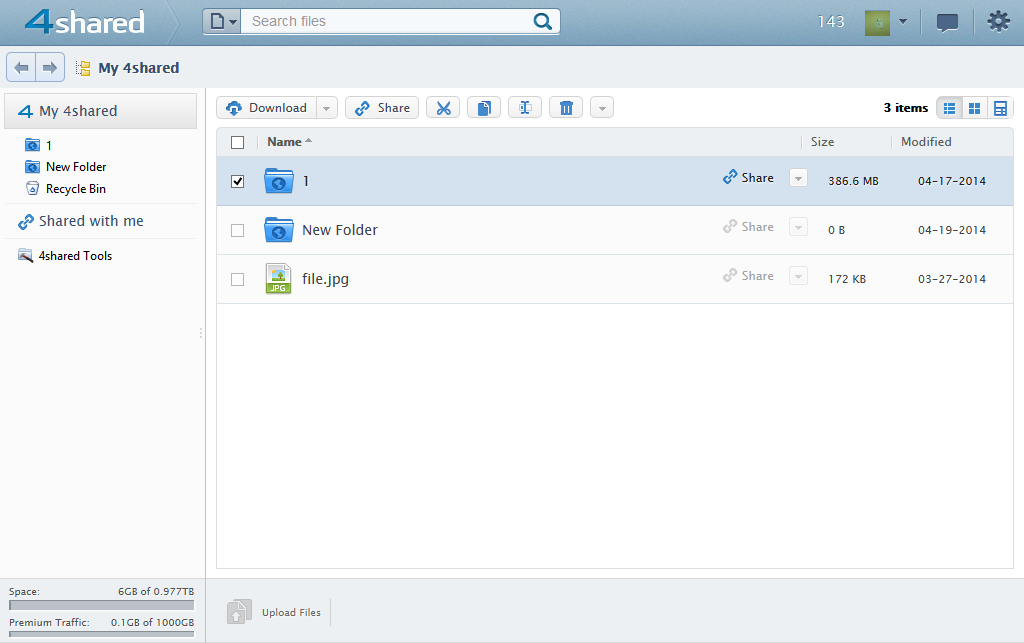 4shared
Search files
143
My 4shared
4 My 4shared
1
New Folder
Recycle Bin
Shared with me
4shared Tools
Download
Share
3 items
Name
Size
Modified
1
Share
386.6 MB
04-17-2014
New Folder
Share
0 B
04-19-2014
JPG
file.jpg
Share
172 KB
03-27-2014
Space:
6GB of 0.977TB
Premium Traffic:
0.1GB of 1000GB
Upload Files